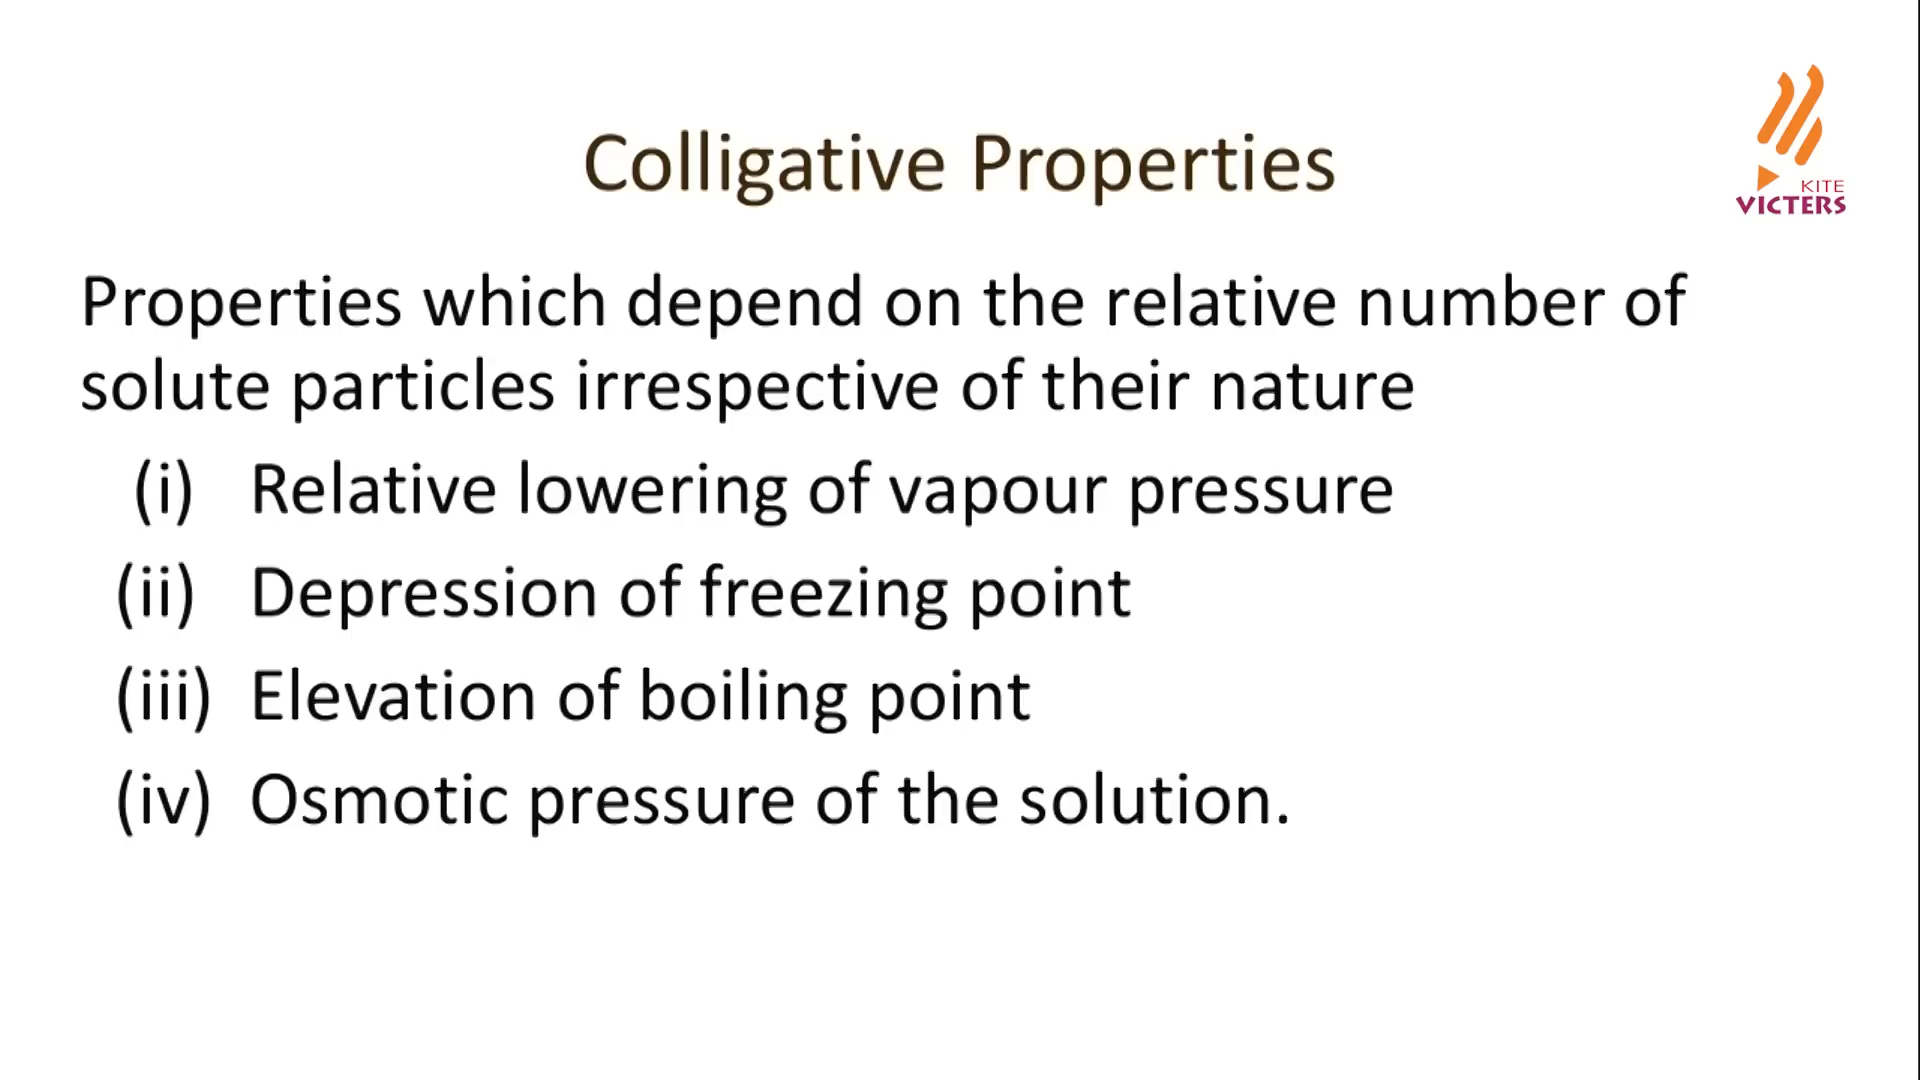 Colligative Properties
KITE
VICTERS
Properties which depend on the relative number of
solute particles irrespective of their nature
(i) Relative lowering of vapour pressure
(ii) Depression of freezing point
(iii) Elevation of boiling point
(iv) Osmotic pressure of the solution.